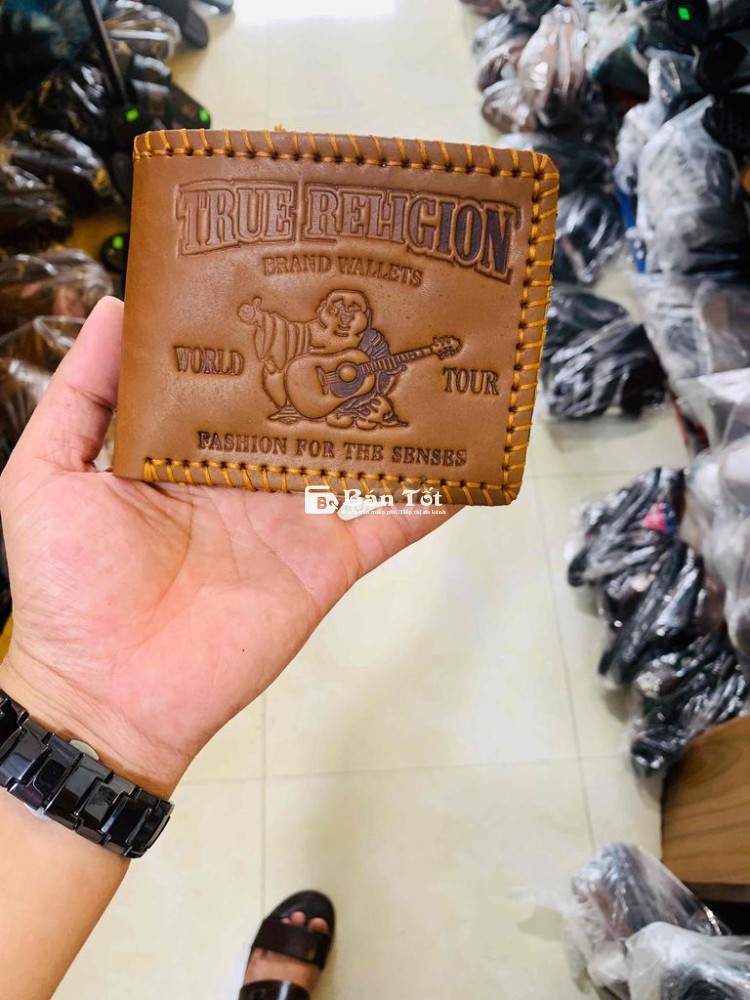 TRUE RELIGION
BRAND WALLETS
WORLD TOUR
FASHION FOR THE SENSES
Bán Tốt